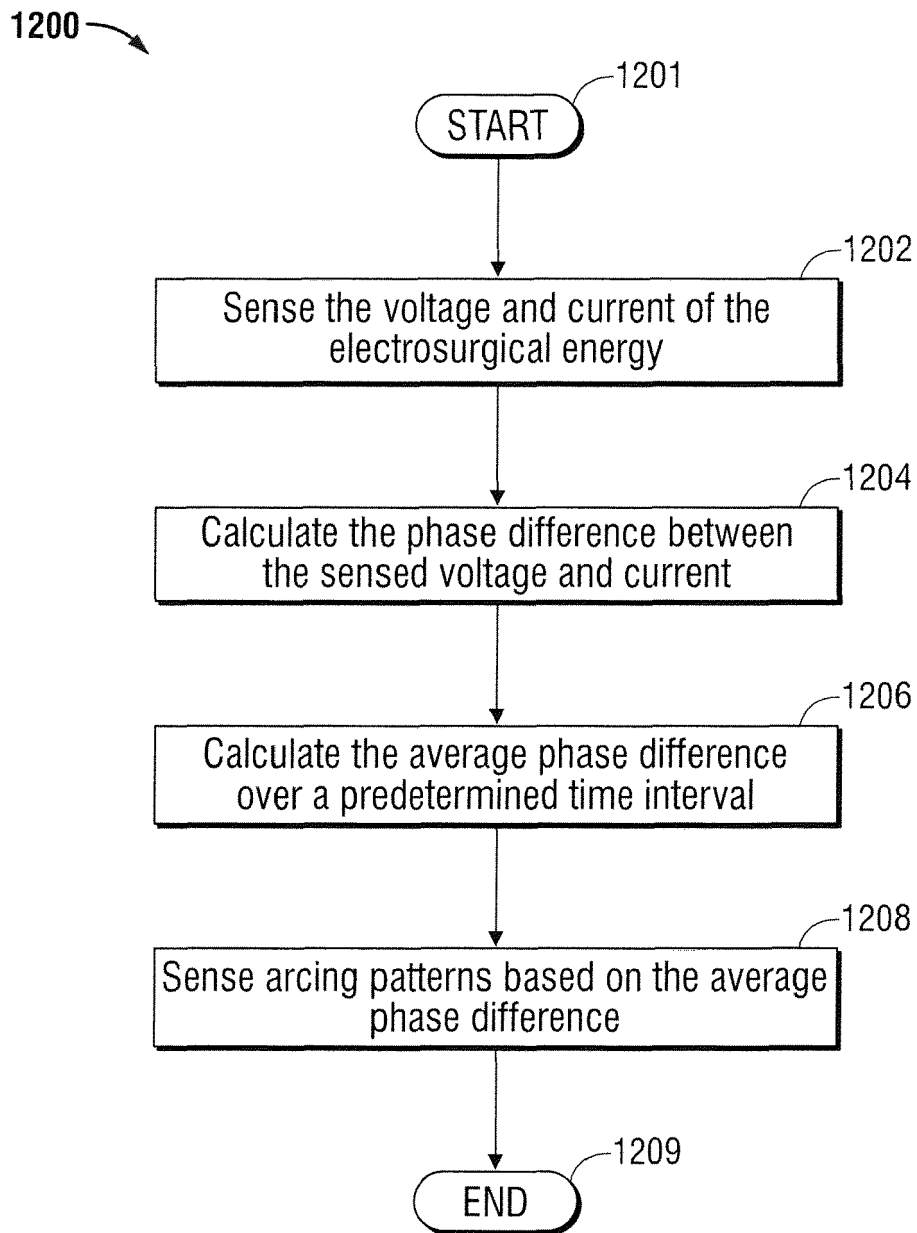 1200
1201
START
1202
Sense the voltage and current of the
electrosurgical energy
1204
Calculate the phase difference between
the sensed voltage and current
1206
Calculate the average phase difference
over a predetermined time interval
1208
Sense arcing patterns based on the average
phase difference
1209
END